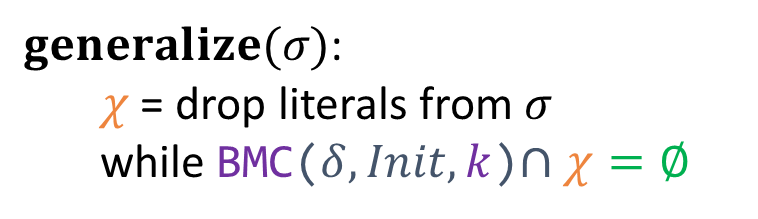 generalize(σ):
χ = drop literals from σ
while BMC(δ, Init, k)∩ χ = ∅